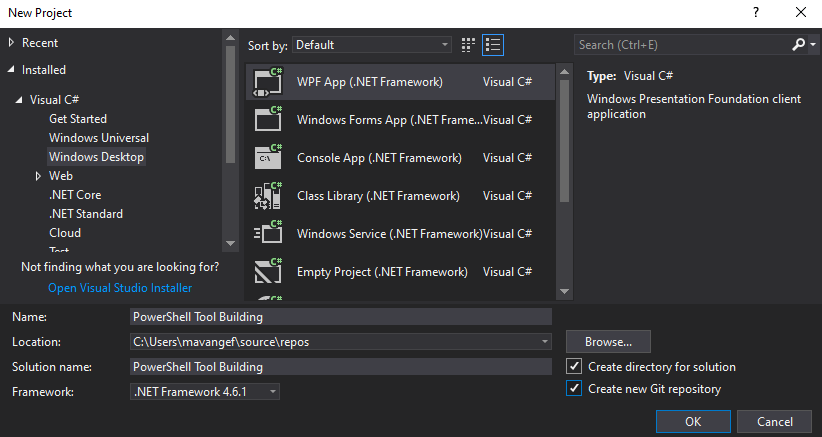 New Project
? 
Recent
Installed
Visual C#
Get Started
Windows Universal
Windows Desktop
Web
.NET Core
.NET Standard
Cloud
Test
Not finding what you are looking for?
Open Visual Studio Installer
Sort by: Default
C# WPF App (.NET Framework) Visual C#
C# Windows Forms App (.NET Frame... Visual C#
C# C:\ Console App (.NET Framework) Visual C#
C# Class Library (.NET Framework) Visual C#
C# Windows Service (.NET Framework) Visual C#
C# Empty Project (.NET Framework) Visual C#
C#
Search (Ctrl+E)
Type: Visual C#
Windows Presentation Foundation client
application
Name: PowerShell Tool Building
Location: C:\Users\mavangef\source\repos
Browse...
Solution name: PowerShell Tool Building
Create directory for solution
Framework: .NET Framework 4.6.1
Create new Git repository
OK Cancel